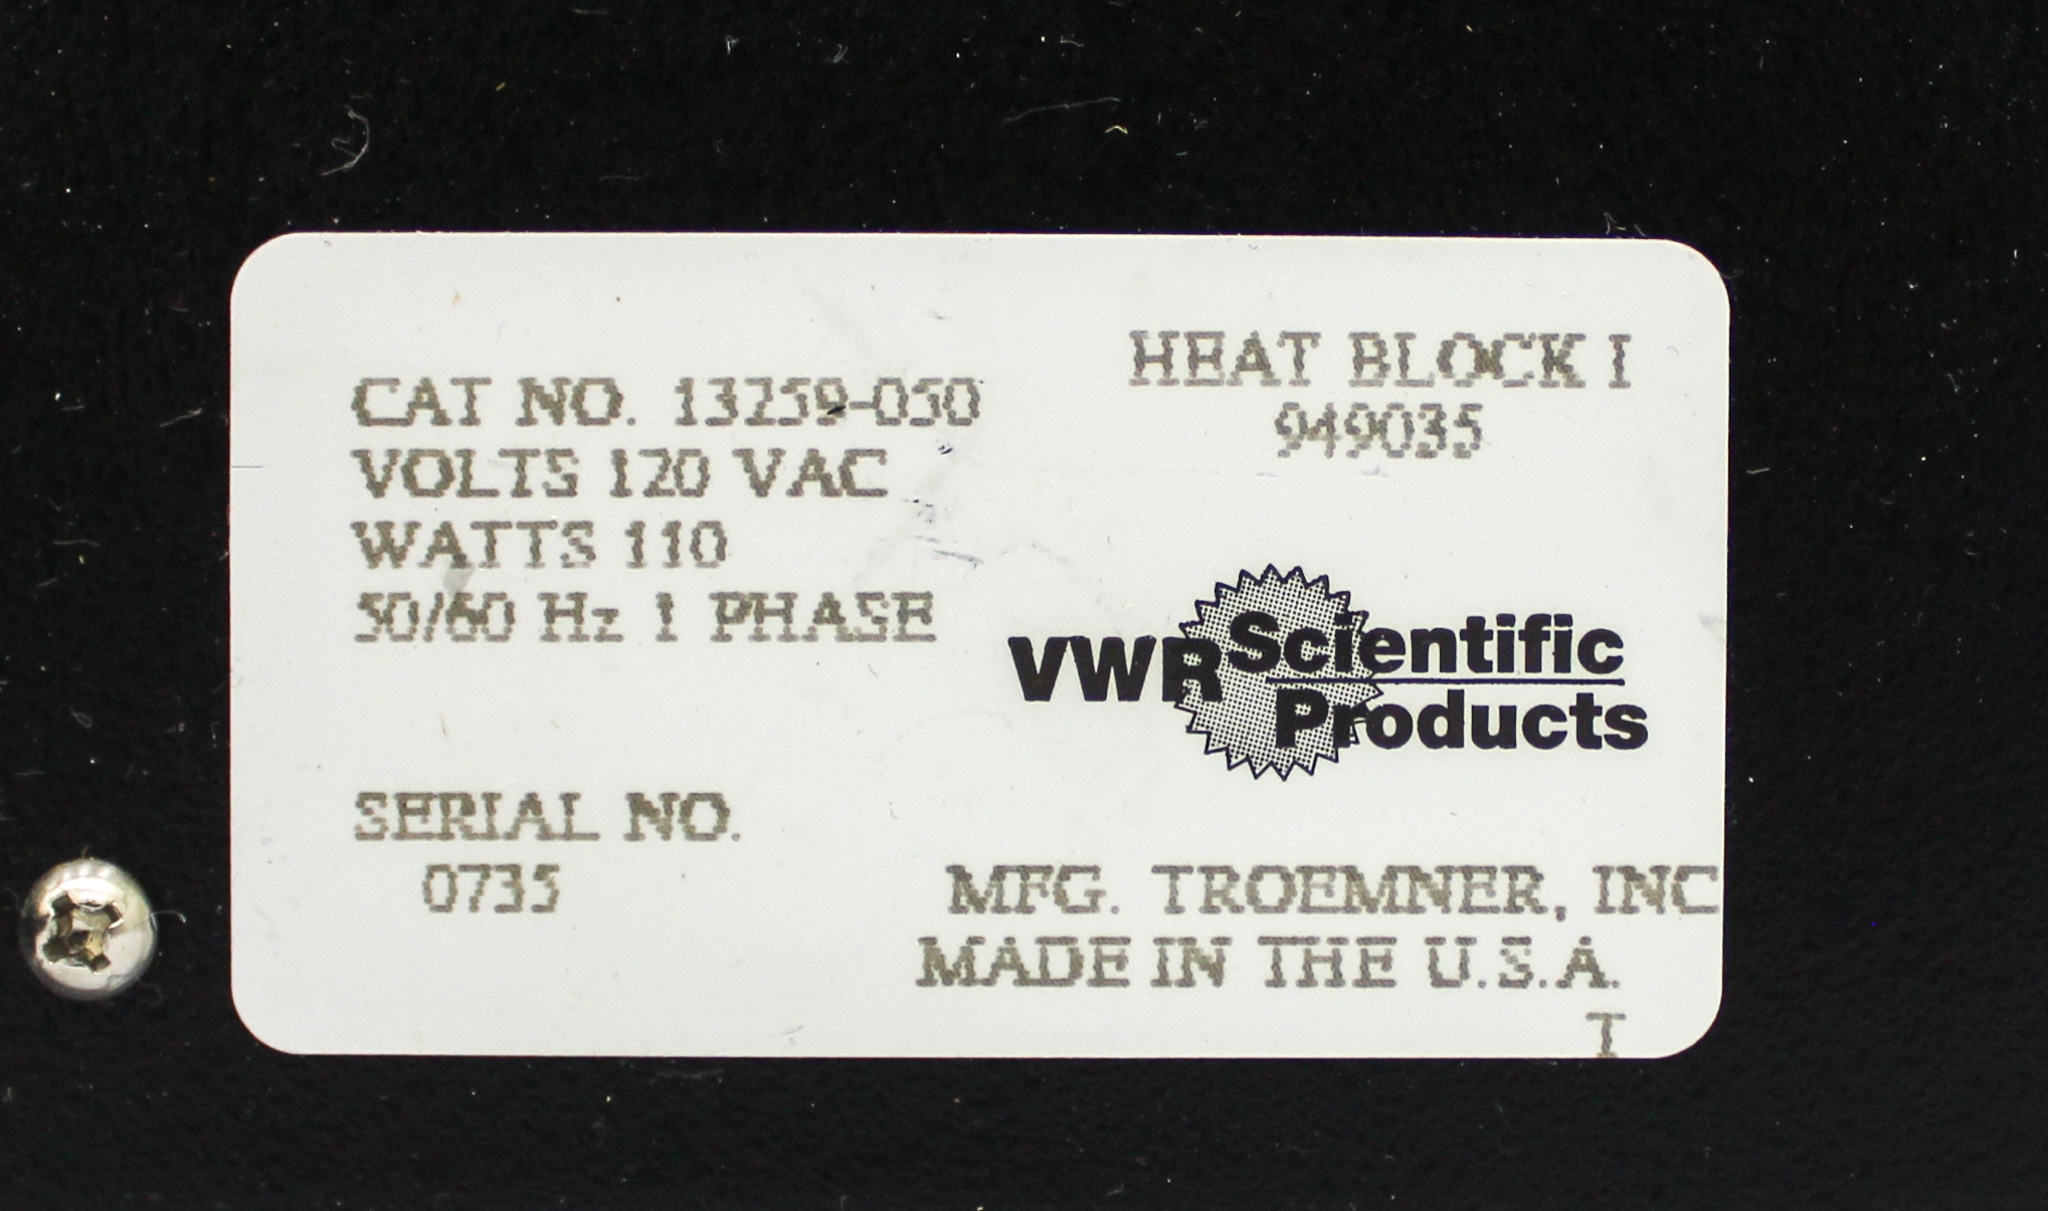 HEAT BLOCK I
949035
CAT NO. 13259-050
VOLTS 120 VAC
WATTS 110
50/60 Hz 1 PHASE
VWR Scientific
Products
SERIAL NO.
0735
MFG. TROEMNER, INC
MADE IN THE U.S.A.
T